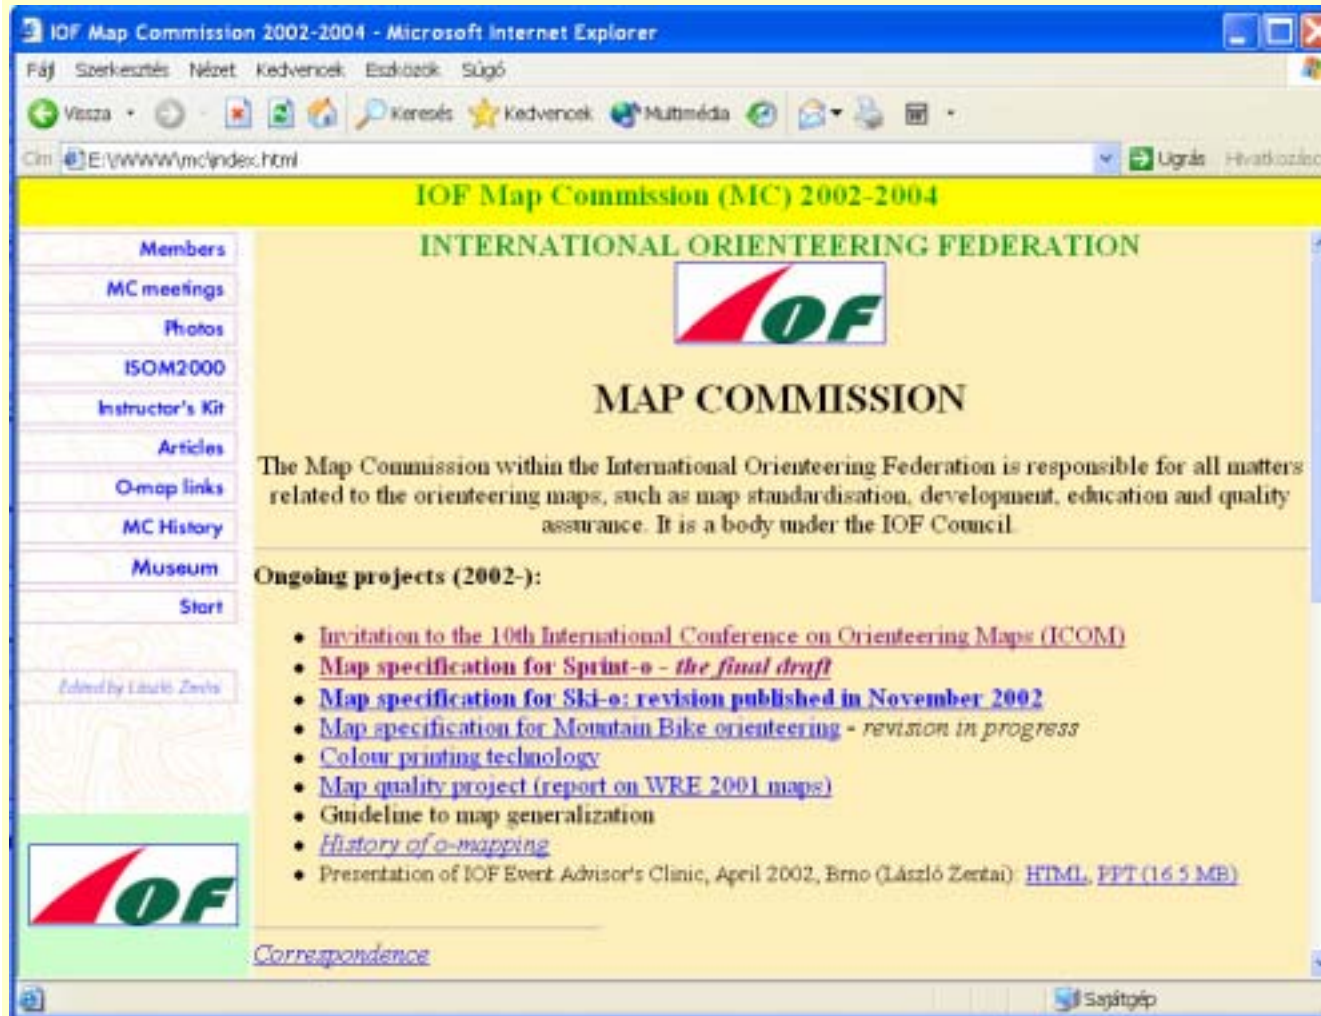 IOF Map Commission 2002-2004 - Microsoft Internet Explorer
Fájl Szerkesztés Nézet Kedvencek Eszközök Súgó
Vissza Keresés Kedvencek Multimédia
Cím E:\WWW\mc\index.html Ugrás
IOF Map Commission (MC) 2002-2004
Members
MC meetings
Photos
ISOM2000
Instructor's Kit
Articles
O-map links
MC History
Museum
Start
Edited by László Zentai
IOF
INTERNATIONAL ORIENTEERING FEDERATION
IOF
MAP COMMISSION
The Map Commission within the International Orienteering Federation is responsible for all matters
related to the orienteering maps, such as map standardisation, development, education and quality
assurance. It is a body under the IOF Council.
Ongoing projects (2002-):
Invitation to the 10th International Conference on Orienteering Maps (ICOM)
Map specification for Sprint-o - the final draft
Map specification for Ski-o: revision published in November 2002
Map specification for Mountain Bike orienteering - revision in progress
Colour printing technology
Map quality project (report on WRE 2001 maps)
Guideline to map generalization
History of o-mapping
Presentation of IOF Event Advisor's Clinic, April 2002, Brno (László Zentai): HTML, PPT (16.5 MB)
Correspondence
Sajátgép